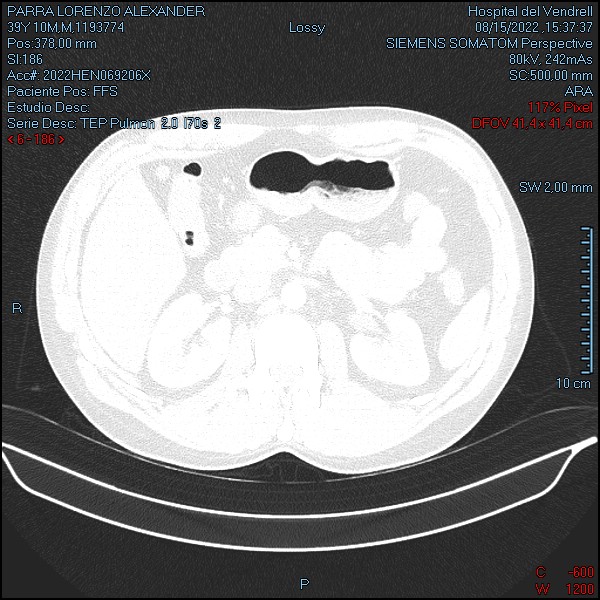 PARRA LORENZO ALEXANDER
39Y 10M,M,1193774
Pos:378,00 mm
SI:186
Acc#: 2022HEN069206X
Paciente Pos: FFS
Estudio Desc:
Serie Desc: TEP Pulmon 2.0 I70s 2
< 6 - 186 >
Lossy
Hospital del Vendrell
08/15/2022 ,15:37:37
SIEMENS SOMATOM Perspective
80kV, 242mAs
SC:500,00 mm
ARA
117% Pixel
DFOV 41,4 x 41,4cm
SW 2,00 mm
R
10 cm
P
C -600
W 1200